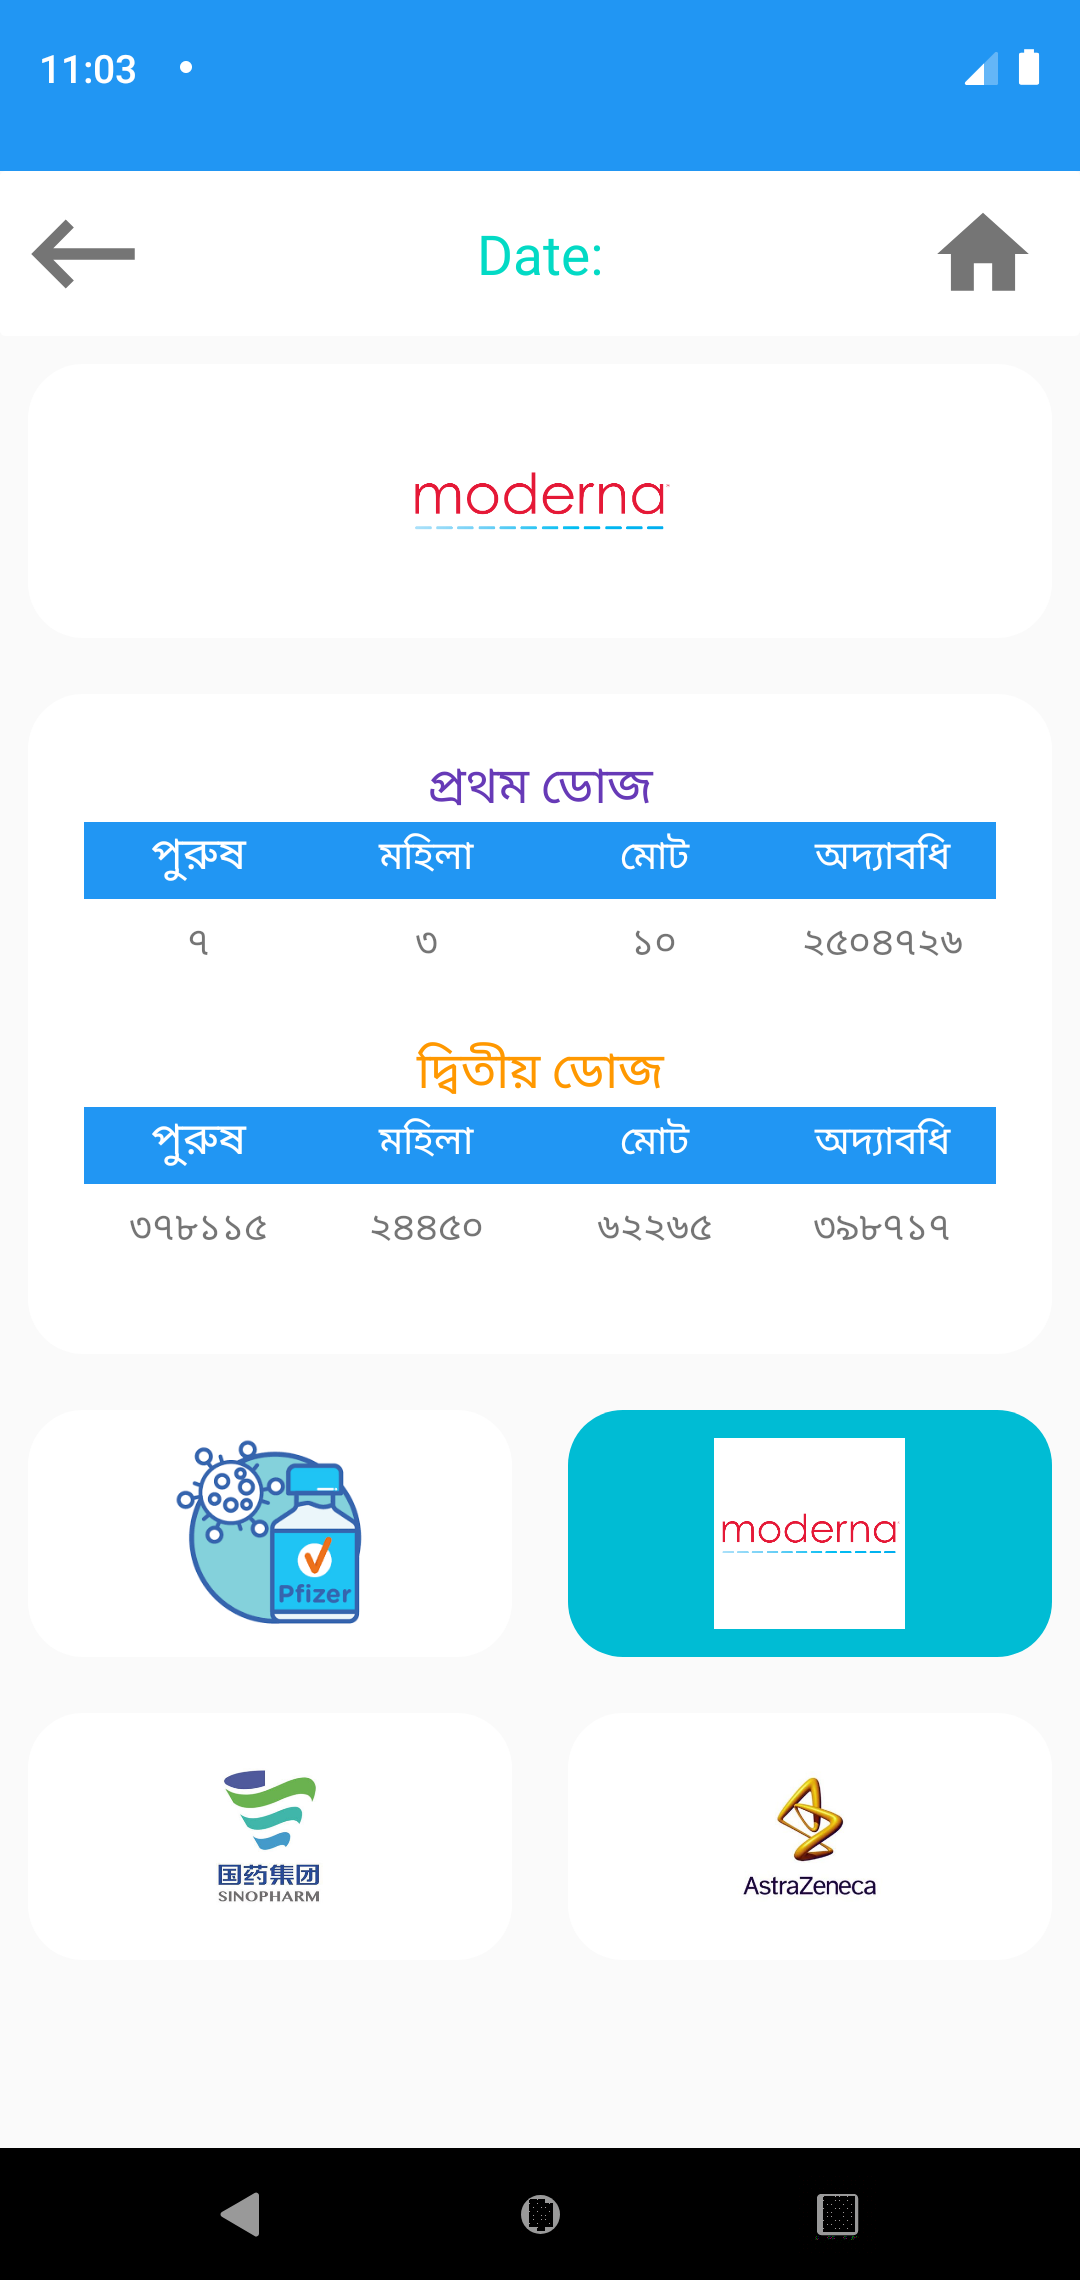 11:03
Date:
moderna
প্রথম ডোজ
পুরুষ মহিলা মোট অদ্যাবধি
৭ ৩ ১০ ২৫০৪৭২৬
দ্বিতীয় ডোজ
পুরুষ মহিলা মোট অদ্যাবধি
৩৭৮১১৫ ২৪৪৫০ ৬২২৬৫ ৩৯৮৭১৭
Pfizer
moderna
国药集团
SINOPHARM
AstraZeneca